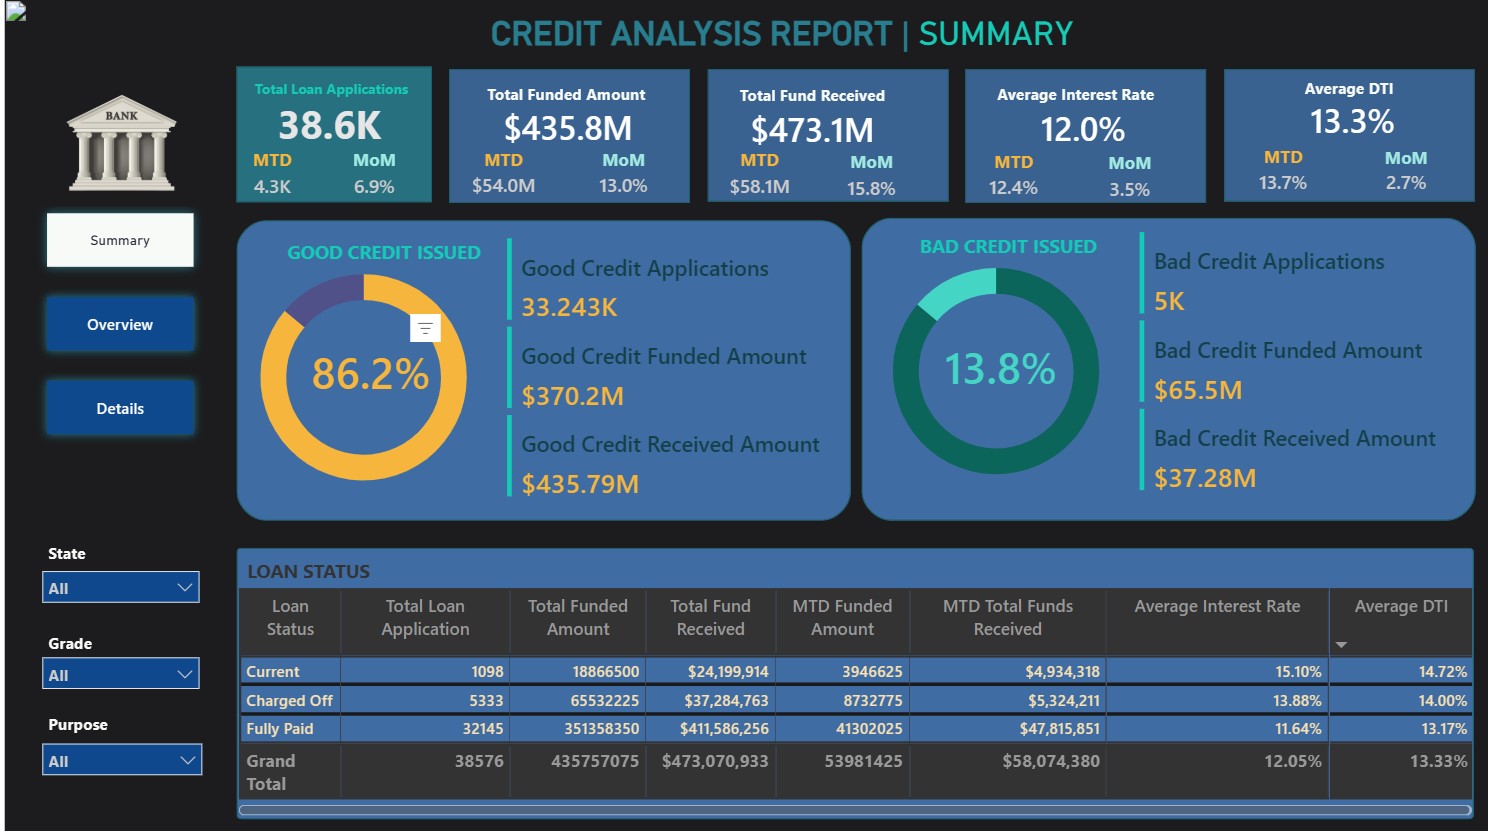 CREDIT ANALYSIS REPORT | SUMMARY
BANK
Summary
Overview
Details
State
All
Grade
All
Purpose
All
Total Loan Applications
38.6K
MTD MoM
4.3K 6.9%
Total Funded Amount
$435.8M
MTD MoM
$54.0M 13.0%
Total Fund Received
$473.1M
MTD MoM
$58.1M 15.8%
Average Interest Rate
12.0%
MTD MoM
12.4% 3.5%
Average DTI
13.3%
MTD MoM
13.7% 2.7%
GOOD CREDIT ISSUED
86.2%
Good Credit Applications
33.243K
Good Credit Funded Amount
$370.2M
Good Credit Received Amount
$435.79M
BAD CREDIT ISSUED
13.8%
Bad Credit Applications
5K
Bad Credit Funded Amount
$65.5M
Bad Credit Received Amount
$37.28M
LOAN STATUS
Loan Total Loan Total Funded Total Fund MTD Funded MTD Total Funds Average Interest Rate Average DTI
Status Application Amount Received Amount Received
Current 1098 18866500 $24,199,914 3946625 $4,934,318 15.10% 14.72%
Charged Off 5333 65532225 $37,284,763 8732775 $5,324,211 13.88% 14.00%
Fully Paid 32145 351358350 $411,586,256 41302025 $47,815,851 11.64% 13.17%
Grand 38576 435757075 $473,070,933 53981425 $58,074,380 12.05% 13.33%
Total